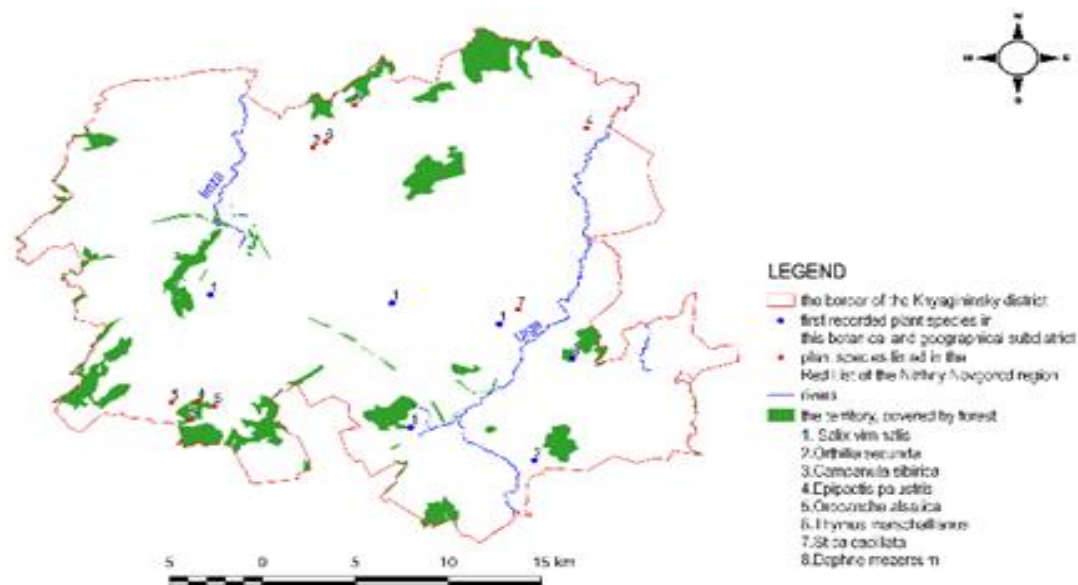 Imza
Urga
LEGEND
the border of the Knyagininsky district
first recorded plant species in
this botanical and geographical subdistrict
plant species listed in the
Red List of the Nizhny Novgorod region
rivers
the territory, covered by forest
1. Salix viminalis
2.Orthilia secunda
3.Campanula sibirica
4.Epipactis palustris
5.Orobanche alsatica
6.Thymus marschallianus
7.Stipa capillata
8.Daphne mezereum
5 0 5 10 15 km